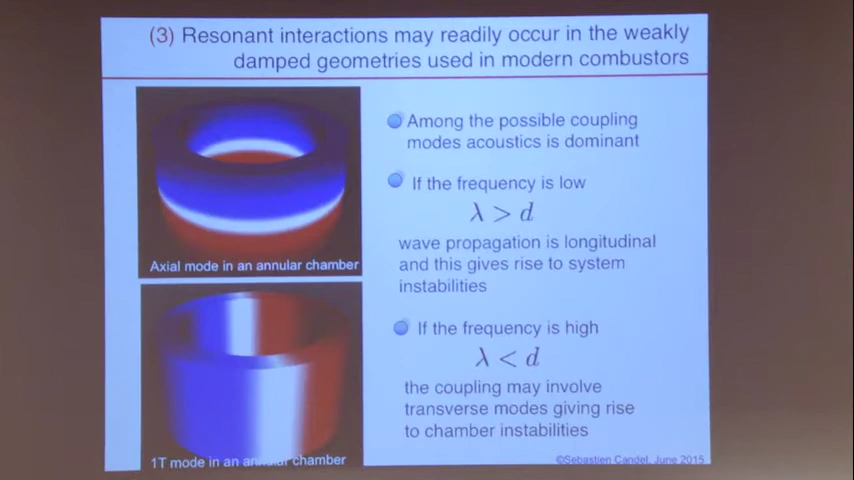 (3) Resonant interactions may readily occur in the weakly
damped geometries used in modern combustors
Axial mode in an annular chamber
1T mode in an annular chamber
Among the possible coupling
modes acoustics is dominant
If the frequency is low
λ > d
wave propagation is longitudinal
and this gives rise to system
instabilities
If the frequency is high
λ < d
the coupling may involve
transverse modes giving rise
to chamber instabilities
©Sebastien Candel, June 2015